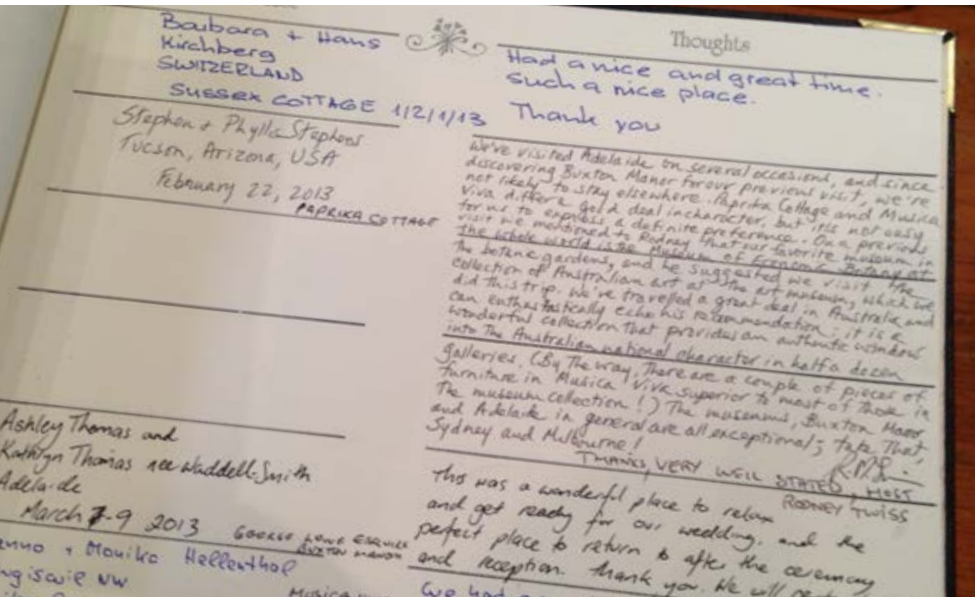 Thoughts
Barbara + Hans
Kirchberg
SWITZERLAND
SUSSEX COTTAGE 1/2/1/13
Had a nice and great time.
Such a nice place.
Thank you
Stephen + Phyllis Stephens
Tucson, Arizona, USA
February 22, 2013
PAPRIKA COTTAGE
We've visited Adelaide on several occasions, and since
discovering Buxton Manor for our previous visit, we're
not likely to stay elsewhere. Paprika Cottage and Musica
Viva differ a good deal in character, but it's not easy
for us to express a definite preference. On a previous
visit we mentioned to Rodney that our favorite museum in
the whole world is the Museum of Economic Botany at
the botanic gardens, and he suggested we visit the
collection of Australian art at the art museum, which we
did this trip. We've travelled a great deal in Australia and
can enthusiastically echo his recommendation: it is a
wonderful collection that provides an authentic window
into the Australian national character in half a dozen
galleries. (By the way, there are a couple of pieces of
furniture in Musica Viva superior to most of those in
the museum collection!) The museums, Buxton Manor
and Adelaide in general are all exceptional; take that,
Sydney and Melbourne!
THANKS, VERY WELL STATED, HOST
RODNEY TWISS
Ashley Thomas and
Kathryn Thomas nee Waddell-Smith
Adelaide
March 7-9 2013
GEORGE LOWE ESQUIRE
BUXTON MANOR
This was a wonderful place to relax
and get ready for our wedding, and the
perfect place to return to after the ceremony
and reception. Thank you. We will
+ Monika Hellenthal
NW
We had